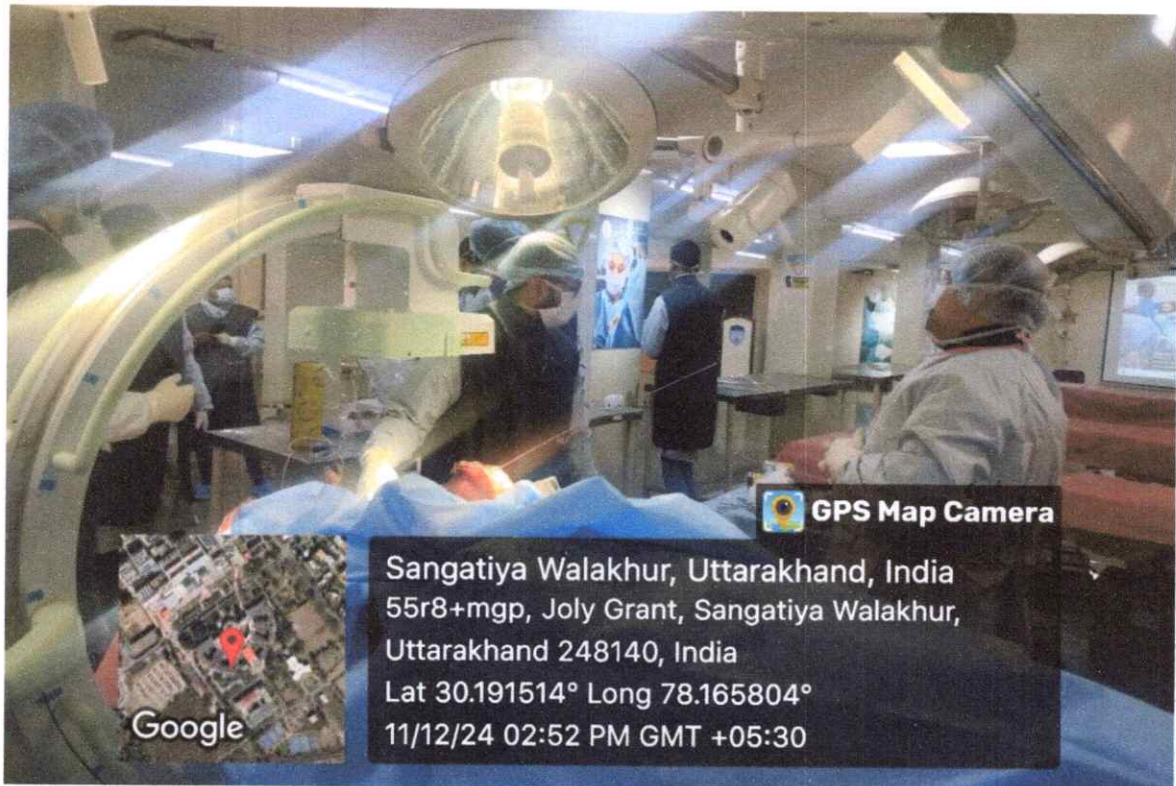 GPS Map Camera
Sangatiya Walakhur, Uttarakhand, India
55r8+mgp, Joly Grant, Sangatiya Walakhur,
Uttarakhand 248140, India
Lat 30.191514° Long 78.165804°
11/12/24 02:52 PM GMT +05:30
Google